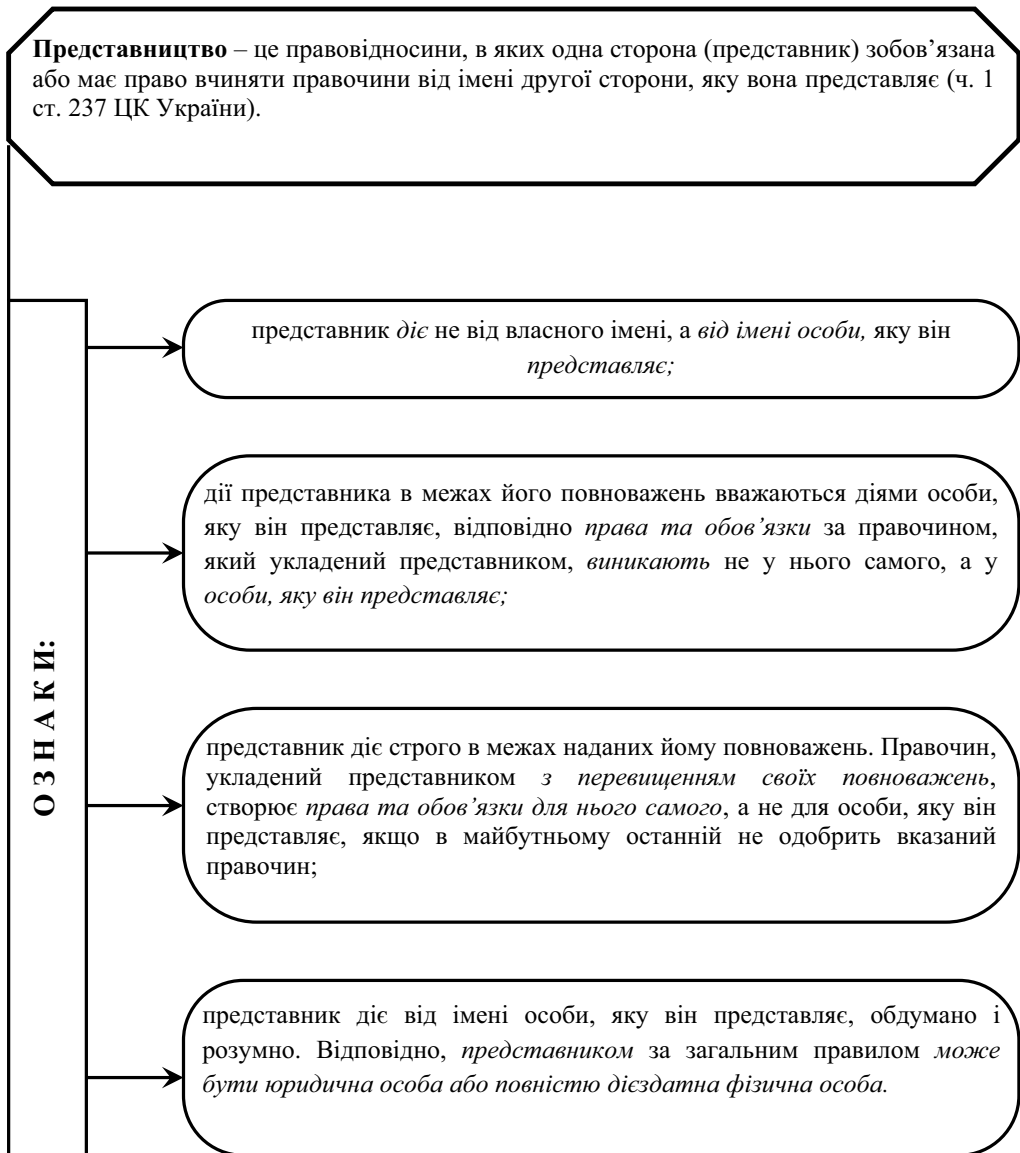 Представництво – це правовідносини, в яких одна сторона (представник) зобов’язана
або має право вчиняти правочини від імені другої сторони, яку вона представляє (ч. 1
ст. 237 ЦК України).
О З Н А К И:
представник діє не від власного імені, а від імені особи, яку він
представляє;
дії представника в межах його повноважень вважаються діями особи,
яку він представляє, відповідно права та обов’язки за правочином,
який укладений представником, виникають не у нього самого, а у
особи, яку він представляє;
представник діє строго в межах наданих йому повноважень. Правочин,
укладений представником з перевищенням своїх повноважень,
створює права та обов’язки для нього самого, а не для особи, яку він
представляє, якщо в майбутньому останній не одобрить вказаний
правочин;
представник діє від імені особи, яку він представляє, обдумано і
розумно. Відповідно, представником за загальним правилом може
бути юридична особа або повністю дієздатна фізична особа.